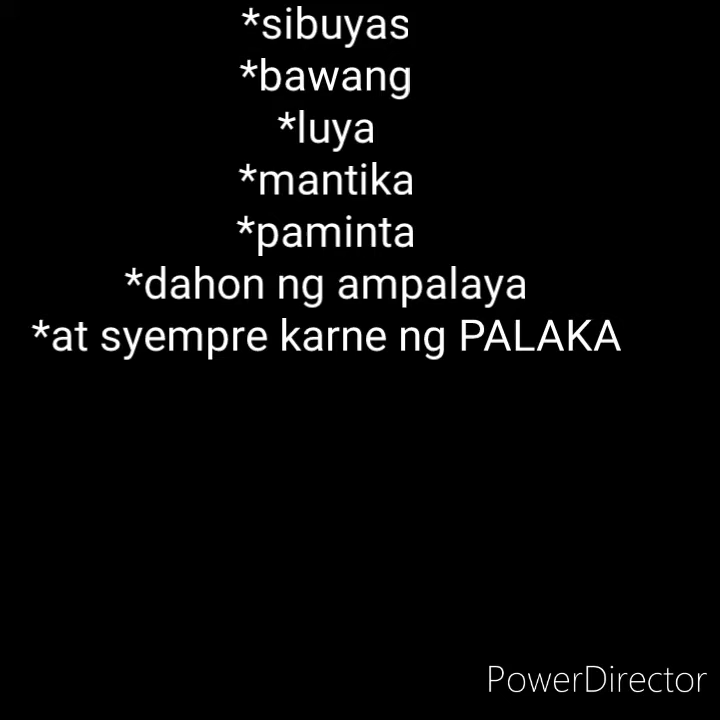 *sibuyas
*bawang
*luya
*mantika
*paminta
*dahon ng ampalaya
*at syempre karne ng PALAKA
PowerDirector